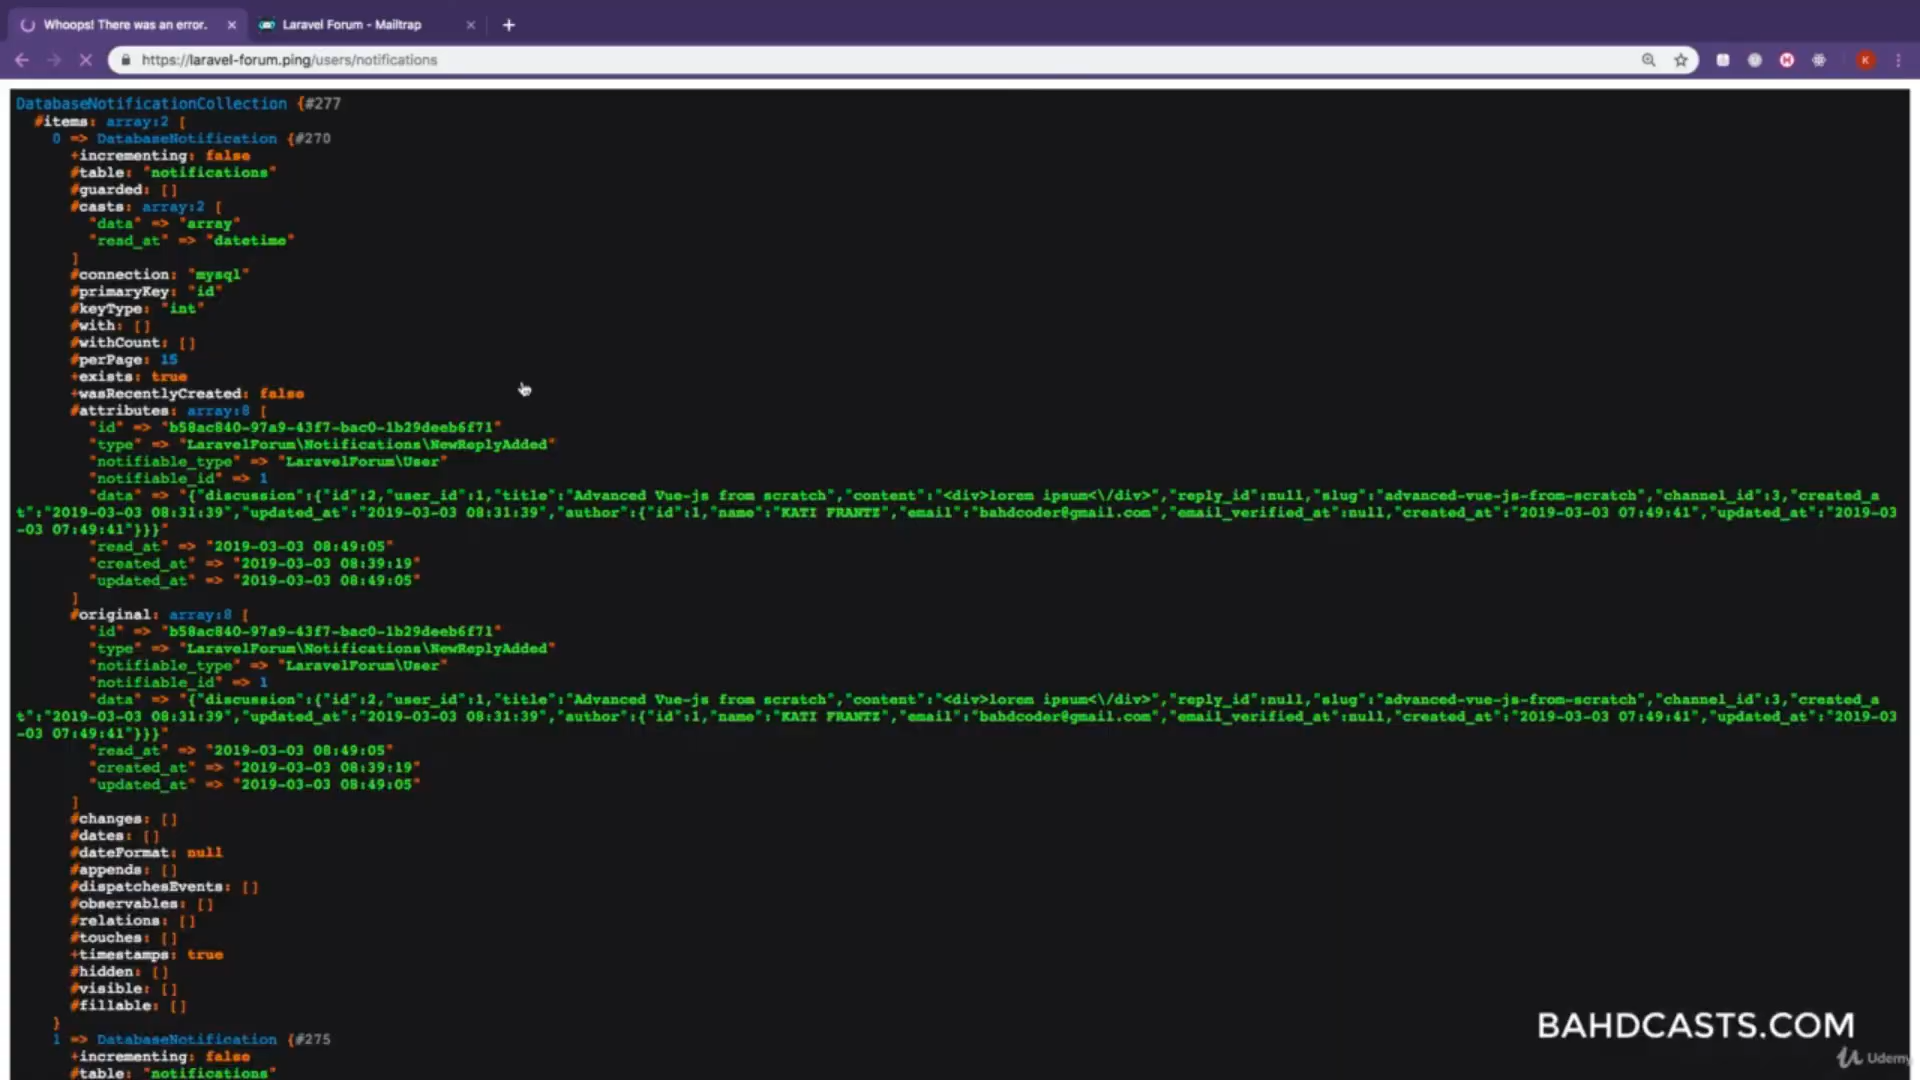 Whoops! There was an error.
Laravel Forum - Mailtrap
https://laravel-forum.ping/users/notifications
K
DatabaseNotificationCollection {#277
#items: array:2 [
0 => DatabaseNotification {#270
+incrementing: false
#table: "notifications"
#guarded: []
#casts: array:2 [
"data" => "array"
"read_at" => "datetime"
]
#connection: "mysql"
#primaryKey: "id"
#keyType: "int"
#with: []
#withCount: []
#perPage: 15
+exists: true
+wasRecentlyCreated: false
#attributes: array:8 [
"id" => "b58ac840-97a9-43f7-bac0-1b29deeb6f71"
"type" => "LaravelForum\Notifications\NewReplyAdded"
"notifiable_type" => "LaravelForum\User"
"notifiable_id" => 1
"data" => "{"discussion":{"id":2,"user_id":1,"title":"Advanced Vue-js from scratch","content":"<div>lorem ipsum<\/div>","reply_id":null,"slug":"advanced-vue-js-from-scratch","channel_id":3,"created_a
t":"2019-03-03 08:31:39","updated_at":"2019-03-03 08:31:39","author":{"id":1,"name":"KATI FRANTZ","email":"bahdcoder@gmail.com","email_verified_at":null,"created_at":"2019-03-03 07:49:41","updated_at":"2019-03
-03 07:49:41"}}}"
"read_at" => "2019-03-03 08:49:05"
"created_at" => "2019-03-03 08:39:19"
"updated_at" => "2019-03-03 08:49:05"
]
#original: array:8 [
"id" => "b58ac840-97a9-43f7-bac0-1b29deeb6f71"
"type" => "LaravelForum\Notifications\NewReplyAdded"
"notifiable_type" => "LaravelForum\User"
"notifiable_id" => 1
"data" => "{"discussion":{"id":2,"user_id":1,"title":"Advanced Vue-js from scratch","content":"<div>lorem ipsum<\/div>","reply_id":null,"slug":"advanced-vue-js-from-scratch","channel_id":3,"created_a
t":"2019-03-03 08:31:39","updated_at":"2019-03-03 08:31:39","author":{"id":1,"name":"KATI FRANTZ","email":"bahdcoder@gmail.com","email_verified_at":null,"created_at":"2019-03-03 07:49:41","updated_at":"2019-03
-03 07:49:41"}}}"
"read_at" => "2019-03-03 08:49:05"
"created_at" => "2019-03-03 08:39:19"
"updated_at" => "2019-03-03 08:49:05"
]
#changes: []
#dates: []
#dateFormat: null
#appends: []
#dispatchesEvents: []
#observables: []
#relations: []
#touches: []
+timestamps: true
#hidden: []
#visible: []
#fillable: []
}
1 => DatabaseNotification {#275
+incrementing: false
#table: "notifications"
BAHDCASTS.COM
Udemy